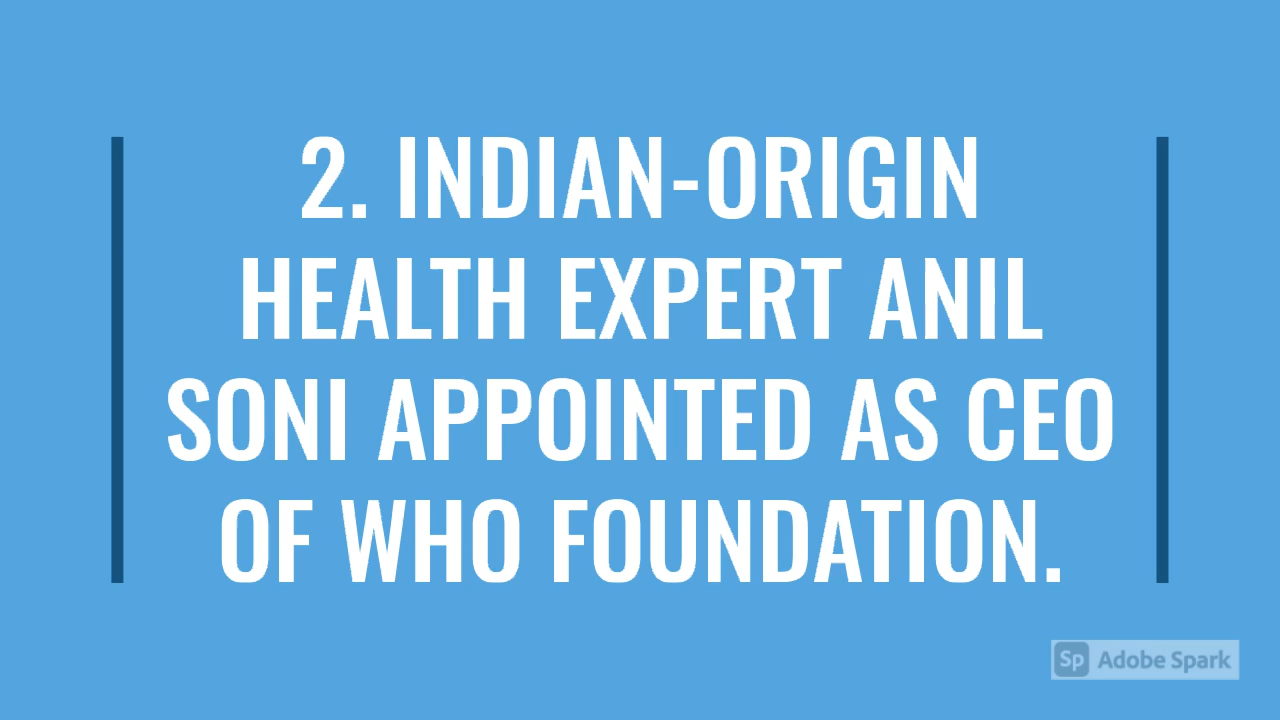 2. INDIAN-ORIGIN
HEALTH EXPERT ANIL
SONI APPOINTED AS CEO
OF WHO FOUNDATION.
Sp Adobe Spark